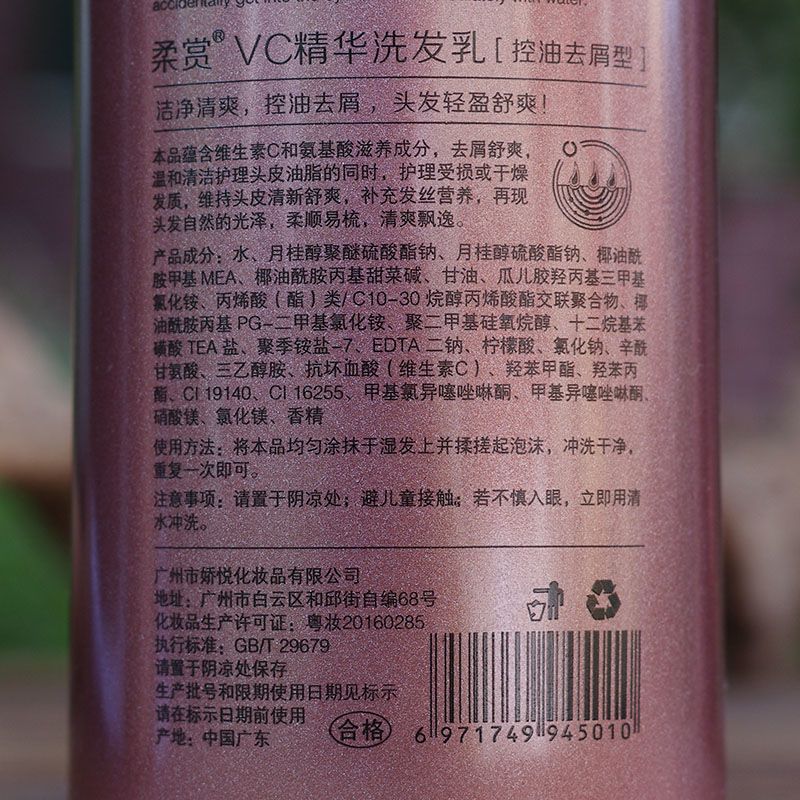 accidentally get into the
with water.
柔赏® VC精华洗发乳 [ 控油去屑型 ]
洁净清爽，控油去屑，头发轻盈舒爽！
本品蕴含维生素C和氨基酸滋养成分，去屑舒爽，
温和清洁护理头皮油脂的同时，护理受损或干燥
发质，维持头皮清新舒爽，补充发丝营养，再现
头发自然的光泽，柔顺易梳，清爽飘逸。
产品成分：水、月桂醇聚醚硫酸酯钠、月桂醇硫酸酯钠、椰油酰
胺甲基 MEA、椰油酰胺丙基甜菜碱、甘油、瓜儿胶羟丙基三甲基
氯化铵、丙烯酸（酯）类/ C10-30 烷醇丙烯酸酯交联聚合物、椰
油酰胺丙基 PG-二甲基氯化铵、聚二甲基硅氧烷醇、十二烷基苯
磺酸 TEA 盐、聚季铵盐-7、EDTA 二钠、柠檬酸、氯化钠、辛酰
甘氨酸、三乙醇胺、抗坏血酸（维生素C）、羟苯甲酯、羟苯丙
酯、CI 19140、CI 16255、甲基氯异噻唑啉酮、甲基异噻唑啉酮、
硝酸镁、氯化镁、香精
使用方法：将本品均匀涂抹于湿发上并揉搓起泡沫，冲洗干净，
重复一次即可。
注意事项：请置于阴凉处；避儿童接触；若不慎入眼，立即用清
水冲洗。
广州市娇悦化妆品有限公司
地址：广州市白云区和邱街自编68号
化妆品生产许可证：粤妆20160285
执行标准：GB/T 29679
请置于阴凉处保存
生产批号和限期使用日期见标示
请在标示日期前使用
产地：中国广东
合格
6 971749 945010